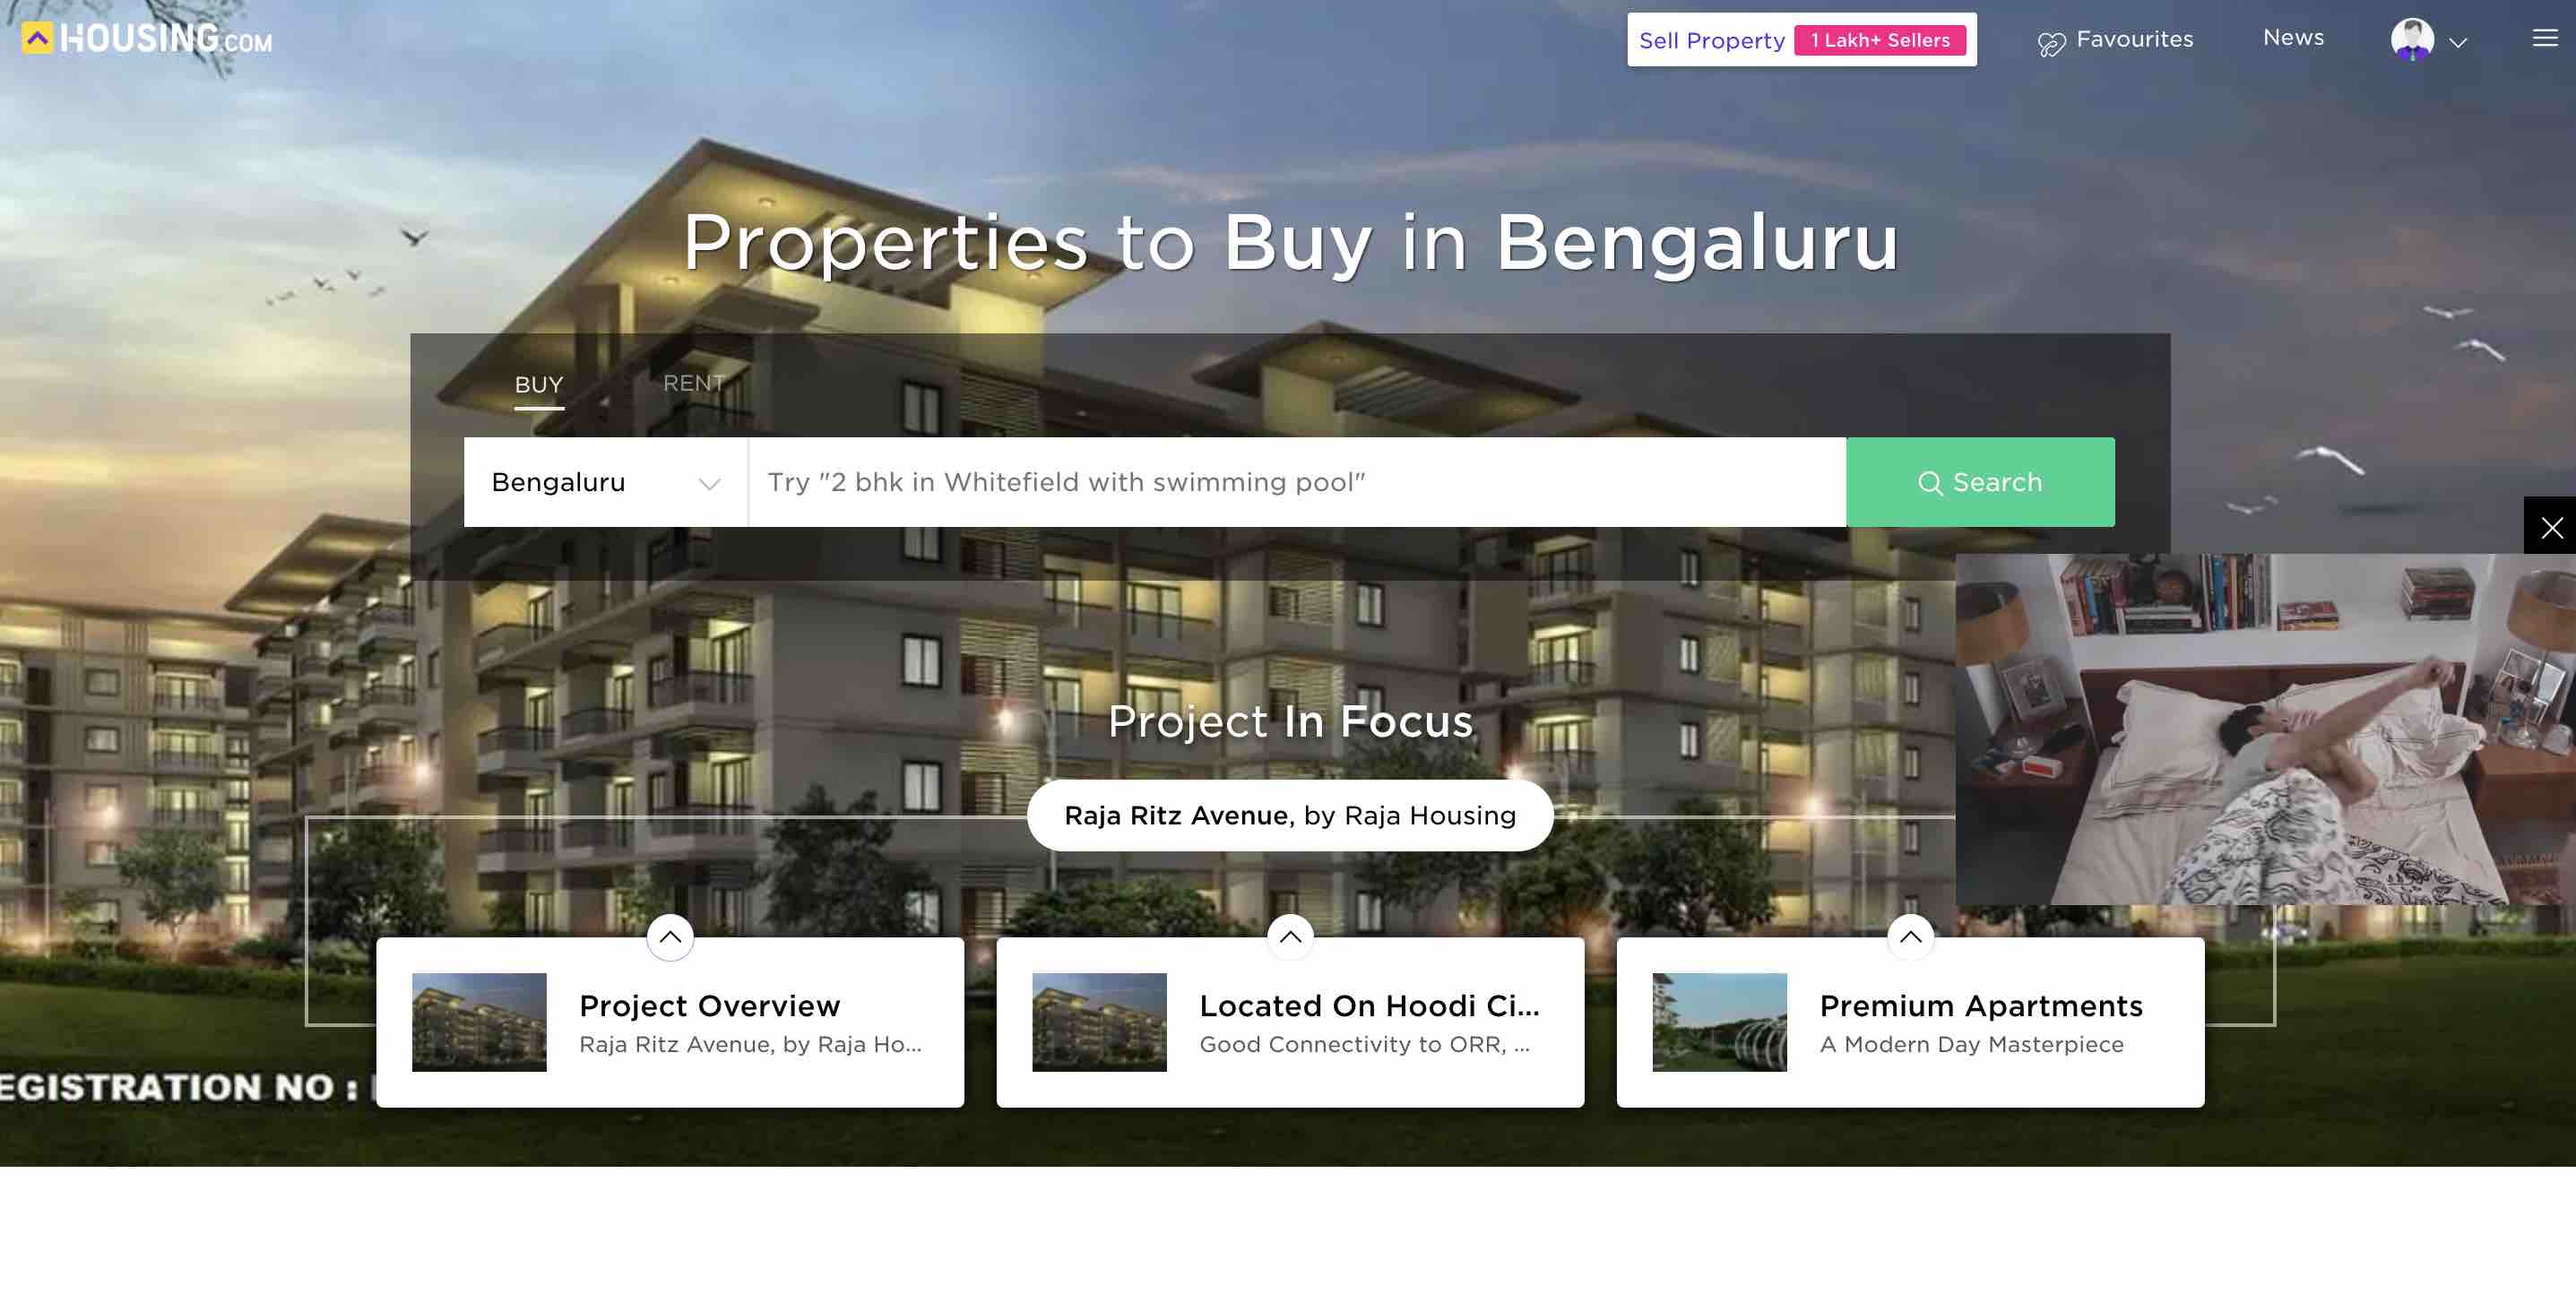 HOUSING.COM
Sell Property 1 Lakh+ Sellers
Favourites
News
Properties to Buy in Bengaluru
BUY
RENT
Bengaluru
Try "2 bhk in Whitefield with swimming pool"
Search
Project In Focus
Raja Ritz Avenue, by Raja Housing
Project Overview
Raja Ritz Avenue, by Raja Ho...
Located On Hoodi Ci...
Good Connectivity to ORR, ...
Premium Apartments
A Modern Day Masterpiece
EGISTRATION NO :